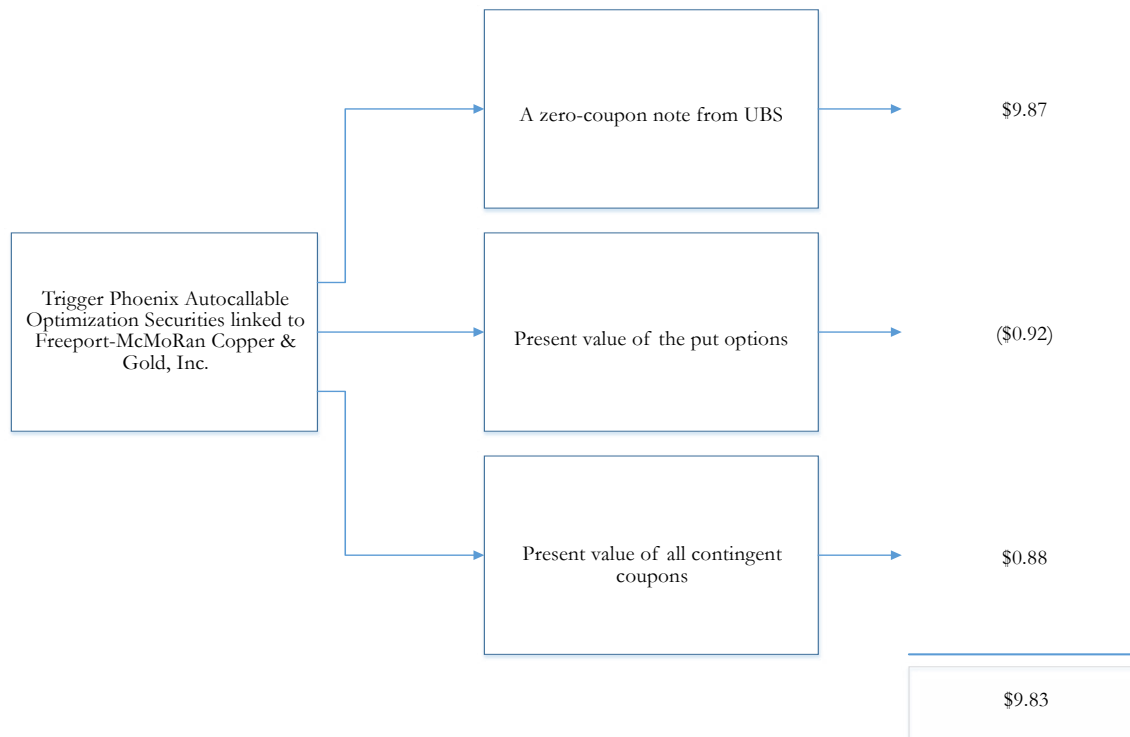 A zero-coupon note from UBS
$9.87
Trigger Phoenix Autocallable
Optimization Securities linked to
Freeport-McMoRan Copper &
Gold, Inc.
Present value of the put options
($0.92)
Present value of all contingent
coupons
$0.88
$9.83